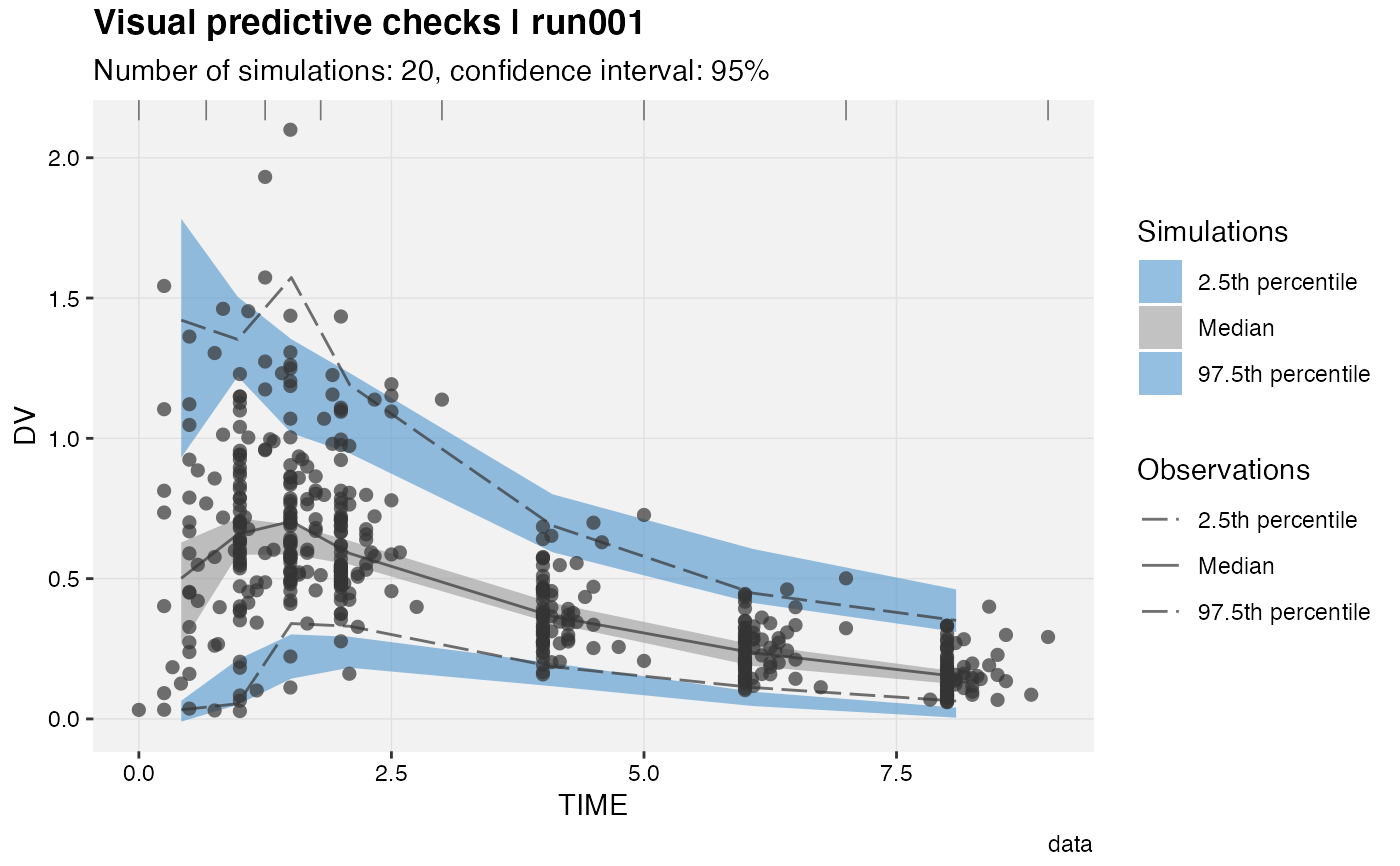 Visual predictive checks | run001
Number of simulations: 20, confidence interval: 95%
2.0
1.5
1.0
0.5
0.0
DV
0.0 2.5 5.0 7.5
TIME
data
Simulations
2.5th percentile
Median
97.5th percentile
Observations
2.5th percentile
Median
97.5th percentile